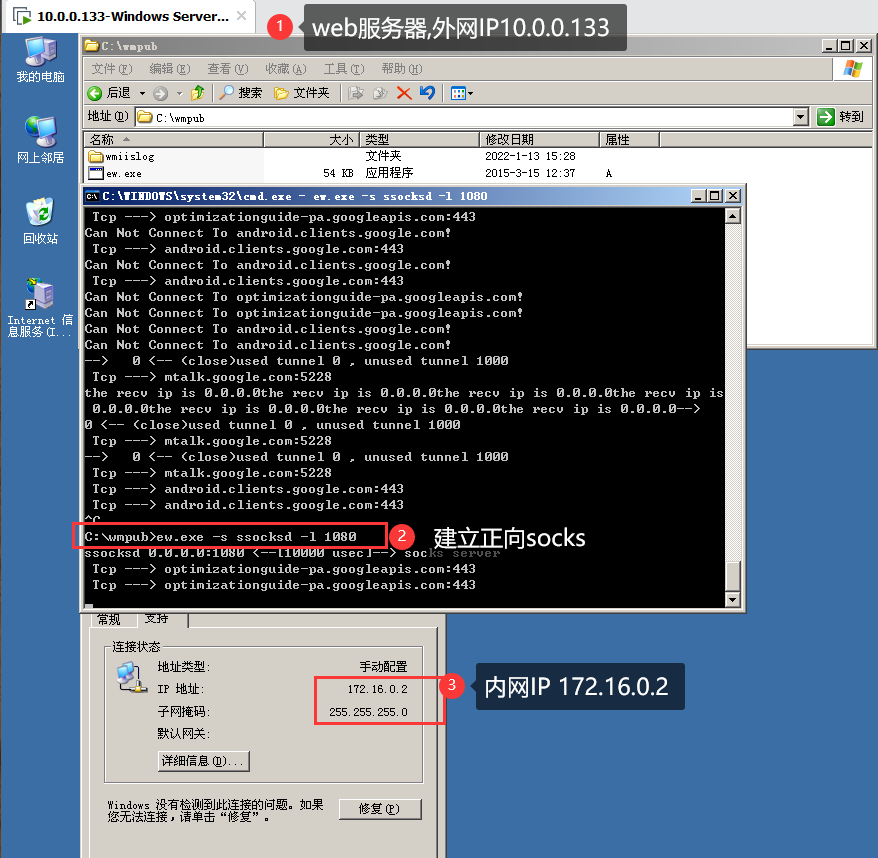 10.0.0.133-Windows Server...
1
web服务器,外网IP10.0.0.133
我的电脑
网上邻居
回收站
Internet 信
息服务(I...
C:\wmpub
文件(F) 编辑(E) 查看(V) 收藏(A) 工具(T) 帮助(H)
后退 搜索 文件夹
地址(D) C:\wmpub 转到
名称 大小 类型 修改日期 属性
wmiislog 文件夹 2022-1-13 15:28
ew.exe 54 KB 应用程序 2015-3-15 12:37 A
C:\WINDOWS\system32\cmd.exe - ew.exe -s ssocksd -l 1080
Tcp ---> optimizationguide-pa.googleapis.com:443
Can Not Connect To android.clients.google.com!
Tcp ---> android.clients.google.com:443
Can Not Connect To android.clients.google.com!
Tcp ---> android.clients.google.com:443
Can Not Connect To optimizationguide-pa.googleapis.com!
Can Not Connect To optimizationguide-pa.googleapis.com!
Can Not Connect To android.clients.google.com!
Can Not Connect To android.clients.google.com!
-->   0 <-- (close)used tunnel 0 , unused tunnel 1000
Tcp ---> mtalk.google.com:5228
the recv ip is 0.0.0.0the recv ip is 0.0.0.0the recv ip is 0.0.0.0the recv ip is
0.0.0.0the recv ip is 0.0.0.0the recv ip is 0.0.0.0the recv ip is 0.0.0.0-->
0 <-- (close)used tunnel 0 , unused tunnel 1000
Tcp ---> mtalk.google.com:5228
-->   0 <-- (close)used tunnel 0 , unused tunnel 1000
Tcp ---> mtalk.google.com:5228
Tcp ---> android.clients.google.com:443
Tcp ---> android.clients.google.com:443
^C
C:\wmpub>ew.exe -s ssocksd -l 1080
2
建立正向socks
ssocksd 0.0.0.0:1080 <--[10000 usec]--> socks server
Tcp ---> optimizationguide-pa.googleapis.com:443
Tcp ---> optimizationguide-pa.googleapis.com:443
常规 支持
连接状态
地址类型: 手动配置
IP 地址: 172.16.0.2
子网掩码: 255.255.255.0
默认网关:
详细信息(D)...
3
内网IP 172.16.0.2
Windows 没有检测到此连接的问题。如果
您无法连接，请单击“修复”。
修复(P)